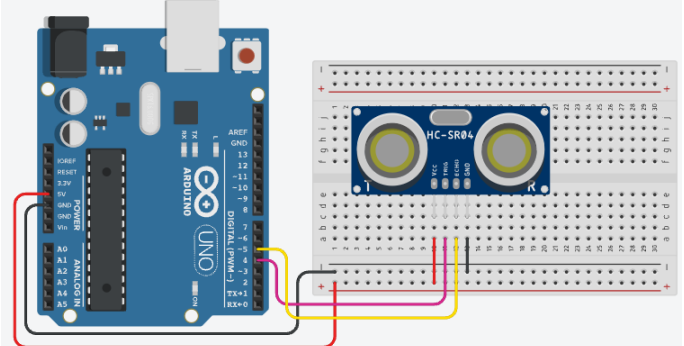 AREF
GND
13
12
~11
~10
~9
8
7
~6
~5
4
~3
2
TX→1
RX←0
DIGITAL (PWM~)
L
TX
RX
ARDUINO
UNO
ON
IOREF
RESET
3.3V
5V
GND
GND
Vin
POWER
A0
A1
A2
A3
A4
A5
ANALOG IN
HC-SR04
VCC
TRIG
ECHO
GND
T
R
j
i
h
g
f
e
d
c
b
a